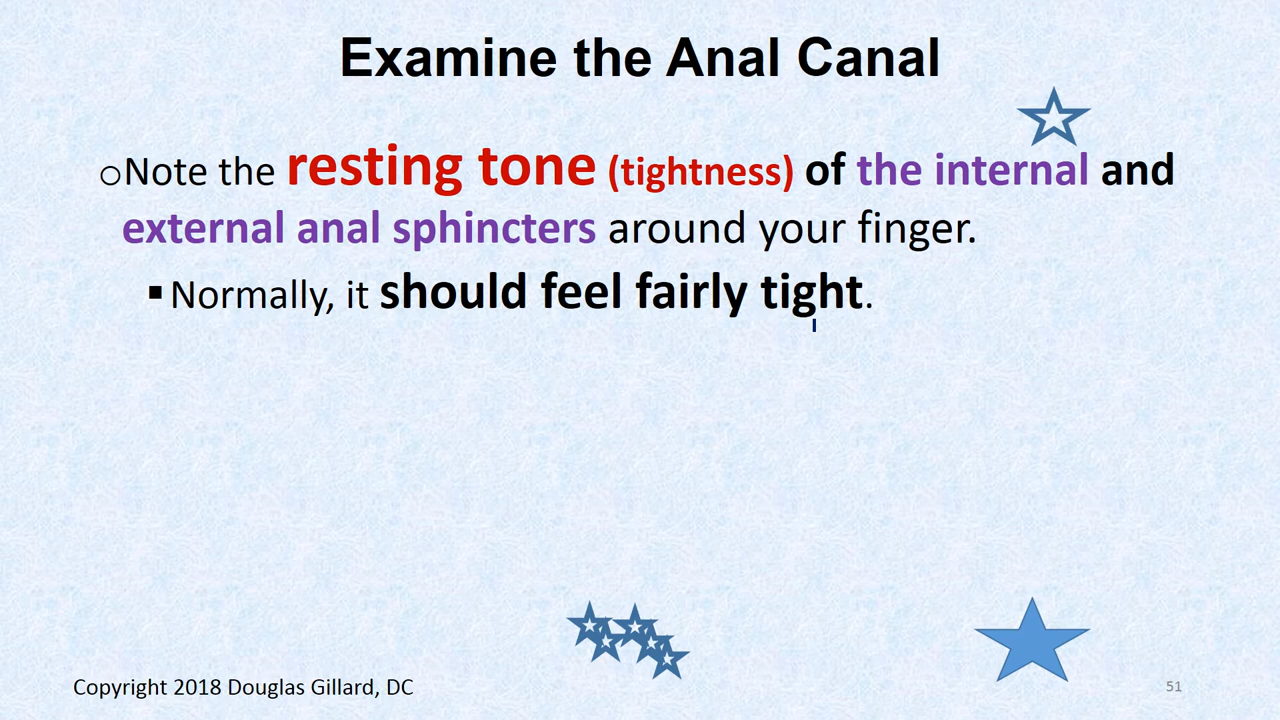 Examine the Anal Canal
○Note the resting tone (tightness) of the internal and
external anal sphincters around your finger.
▪Normally, it should feel fairly tight.
Copyright 2018 Douglas Gillard, DC
51